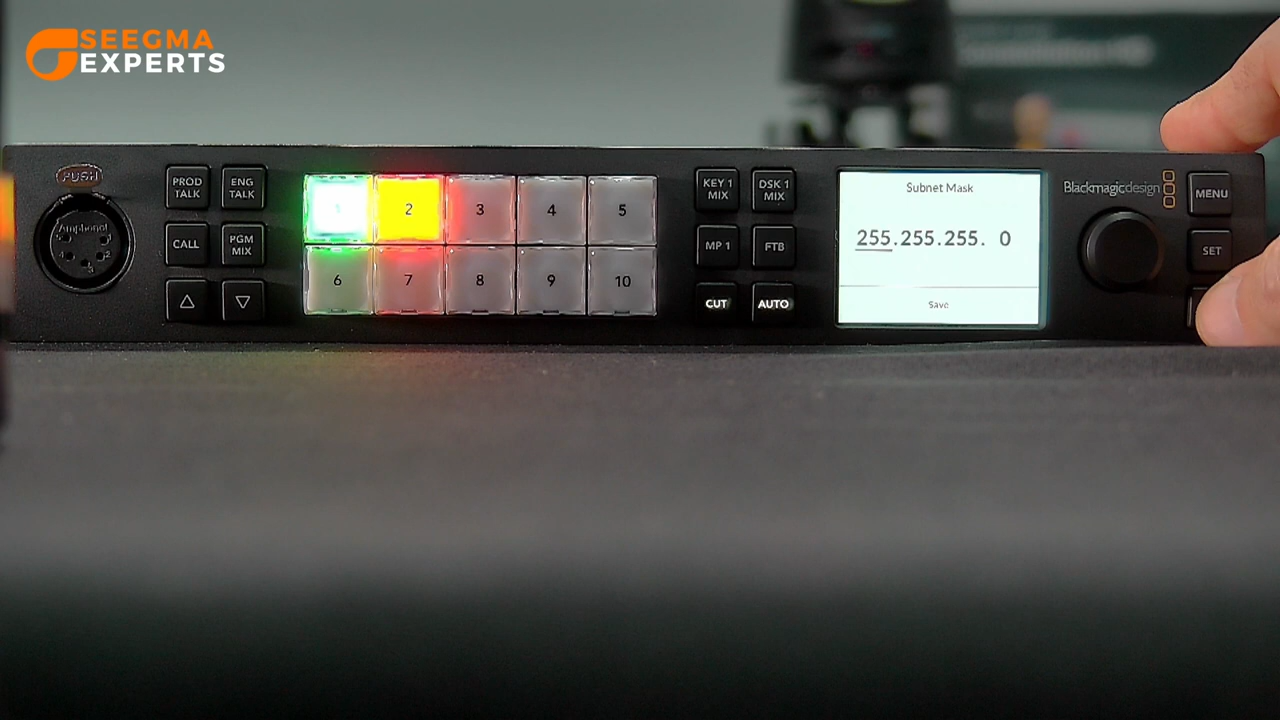 SEEGMA
EXPERTS
PUSH
Amphenol
PROD
TALK
ENG
TALK
CALL
PGM
MIX
1
2
3
4
5
6
7
8
9
10
KEY 1
MIX
DSK 1
MIX
MP 1
FTB
CUT
AUTO
Subnet Mask
255.255.255. 0
Save
Blackmagicdesign
MENU
SET